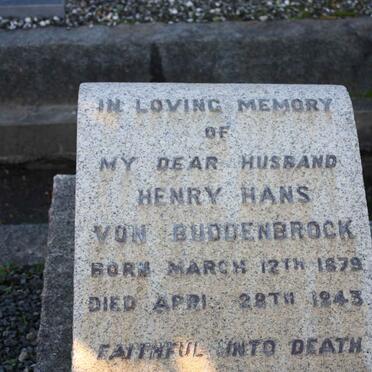 IN LOVING MEMORY
OF
MY DEAR HUSBAND
HENRY HANS
VON BUDDENBROCK
BORN MARCH 12TH 1879
DIED APRI 28TH 1943
FAITHFUL UNTO DEATH